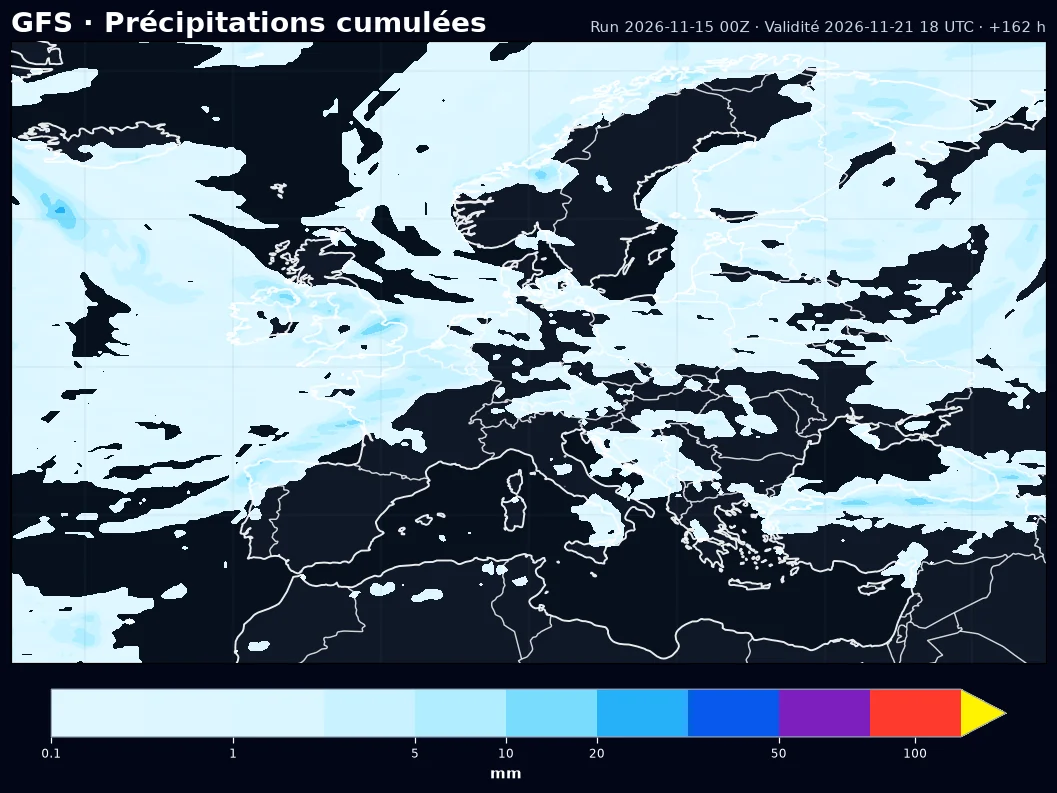 GFS · Précipitations cumulées
Run 2026-11-15 00Z · Validité 2026-11-21 18 UTC · +162 h
0.1 1 5 10 20 50 100
mm